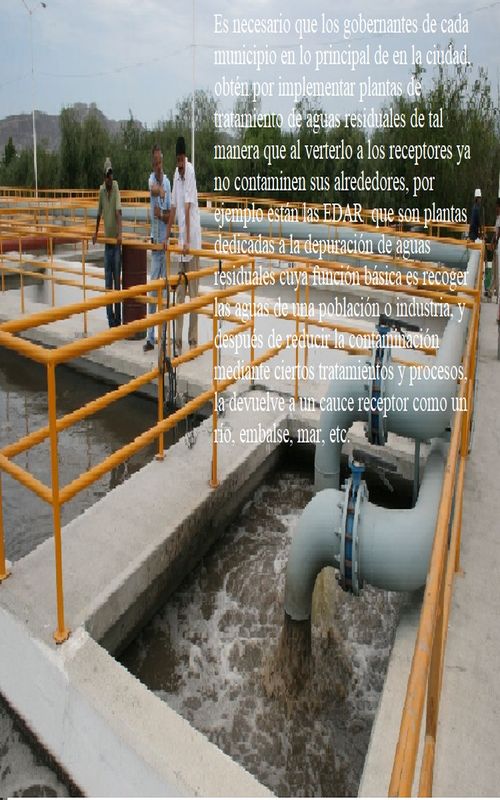 Es necesario que los gobernantes de cada
municipio en lo principal de en la ciudad,
obtén por implementar plantas de
tratamiento de aguas residuales de tal
manera que al verterlo a los receptores ya
no contaminen sus alrededores, por
ejemplo están las EDAR que son plantas
dedicadas a la depuración de aguas
residuales cuya función básica es recoger
las aguas de una población o industria, y
después de reducir la contaminación
mediante ciertos tratamientos y procesos,
la devuelve a un cauce receptor como un
río, embalse, mar, etc.